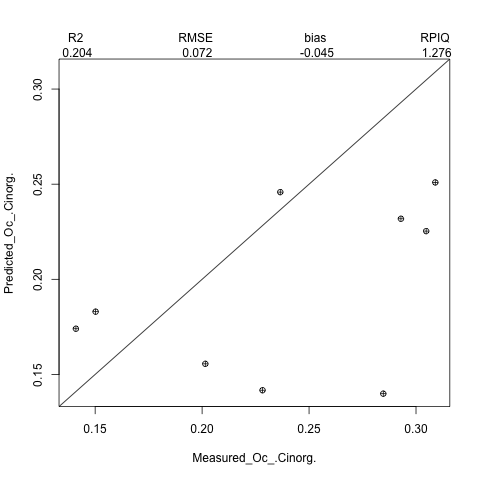 R2 RMSE bias RPIQ
0.204 0.072 -0.045 1.276
0.30
0.25
0.20
0.15
Predicted_Oc_.Cinorg.
0.15 0.20 0.25 0.30
Measured_Oc_.Cinorg.